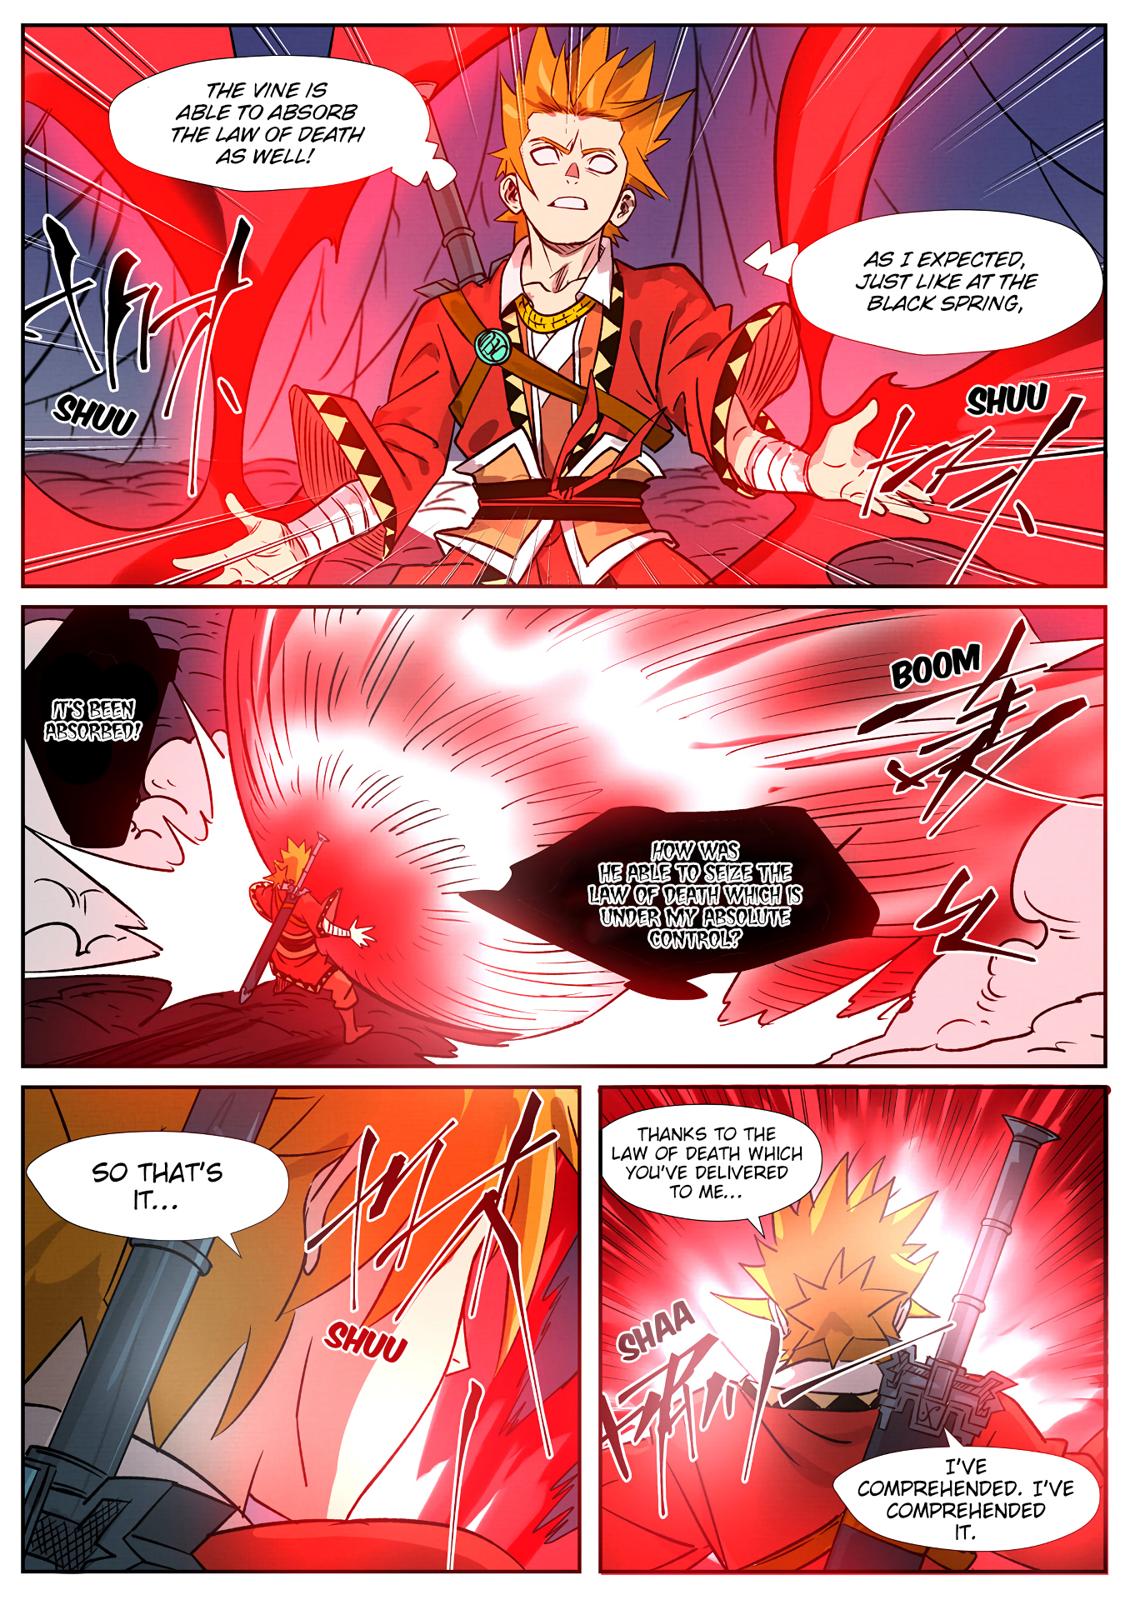 THE VINE IS
ABLE TO ABSORB
THE LAW OF DEATH
AS WELL!
AS I EXPECTED,
JUST LIKE AT THE
BLACK SPRING,
SHUU
SHUU
IT'S BEEN
ABSORBED!
BOOM
HOW WAS
HE ABLE TO SEIZE THE
LAW OF DEATH WHICH IS
UNDER MY ABSOLUTE
CONTROL?
SO THAT'S
IT...
SHUU
THANKS TO THE
LAW OF DEATH WHICH
YOU'VE DELIVERED
TO ME...
SHAA
I'VE
COMPREHENDED. I'VE
COMPREHENDED
IT.